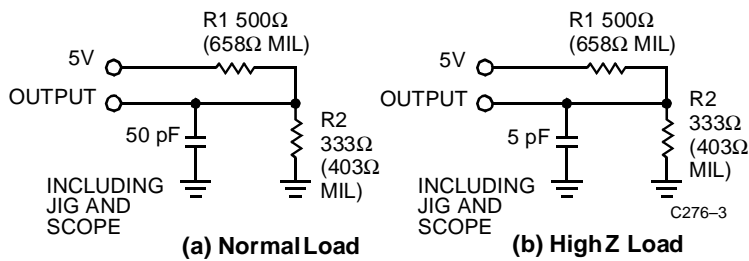 R1 500Ω
(658Ω MIL)
5V
OUTPUT
50 pF
R2
333Ω
(403Ω
MIL)
INCLUDING
JIG AND
SCOPE
(a) Normal Load
R1 500Ω
(658Ω MIL)
5V
OUTPUT
5 pF
R2
333Ω
(403Ω
MIL)
INCLUDING
JIG AND
SCOPE
C276–3
(b) High Z Load